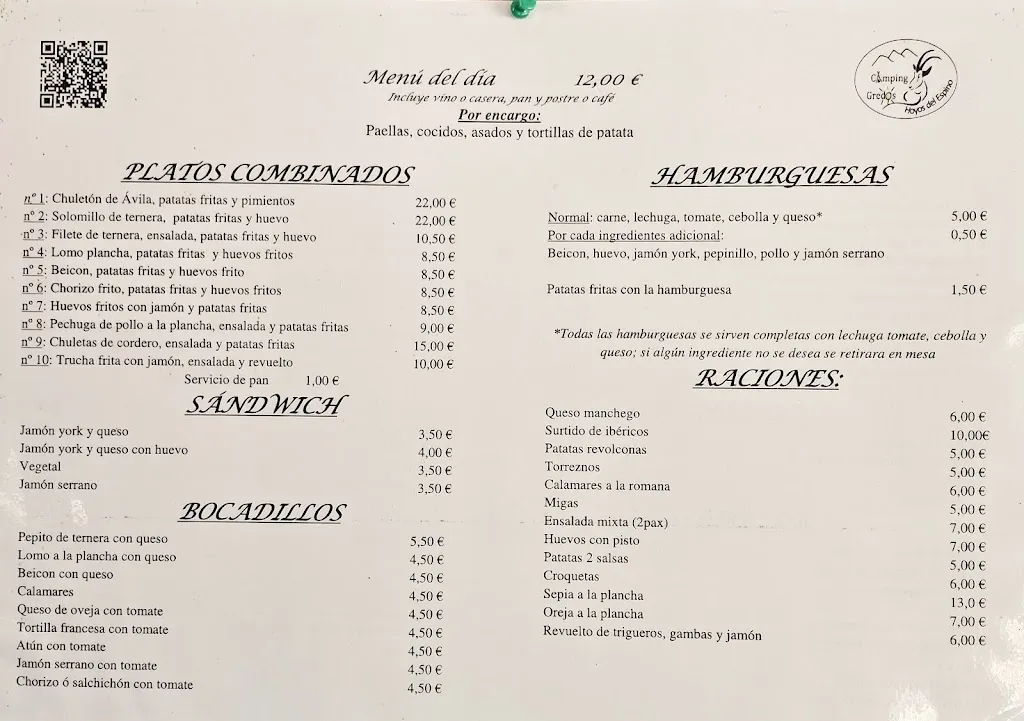 Menú del día 12,00 €
Incluye vino o casera, pan y postre o café
Por encargo:
Paellas, cocidos, asados y tortillas de patata
Camping
Gredos
Hoyos del Espino
PLATOS COMBINADOS
nº 1: Chuletón de Ávila, patatas fritas y pimientos 22,00 €
nº 2: Solomillo de ternera, patatas fritas y huevo 22,00 €
nº 3: Filete de ternera, ensalada, patatas fritas y huevo 10,50 €
nº 4: Lomo plancha, patatas fritas y huevos fritos 8,50 €
nº 5: Beicon, patatas fritas y huevos frito 8,50 €
nº 6: Chorizo frito, patatas fritas y huevos fritos 8,50 €
nº 7: Huevos fritos con jamón y patatas fritas 8,50 €
nº 8: Pechuga de pollo a la plancha, ensalada y patatas fritas 9,00 €
nº 9: Chuletas de cordero, ensalada y patatas fritas 15,00 €
nº 10: Trucha frita con jamón, ensalada y revuelto 10,00 €
Servicio de pan 1,00 €
SÁNDWICH
Jamón york y queso 3,50 €
Jamón york y queso con huevo 4,00 €
Vegetal 3,50 €
Jamón serrano 3,50 €
BOCADILLOS
Pepito de ternera con queso 5,50 €
Lomo a la plancha con queso 4,50 €
Beicon con queso 4,50 €
Calamares 4,50 €
Queso de oveja con tomate 4,50 €
Tortilla francesa con tomate 4,50 €
Atún con tomate 4,50 €
Jamón serrano con tomate 4,50 €
Chorizo ó salchichón con tomate 4,50 €
HAMBURGUESAS
Normal: carne, lechuga, tomate, cebolla y queso* 5,00 €
Por cada ingredientes adicional: 0,50 €
Beicon, huevo, jamón york, pepinillo, pollo y jamón serrano
Patatas fritas con la hamburguesa 1,50 €
*Todas las hamburguesas se sirven completas con lechuga tomate, cebolla y
queso; si algún ingrediente no se desea se retirara en mesa
RACIONES:
Queso manchego 6,00 €
Surtido de ibéricos 10,00€
Patatas revolconas 5,00 €
Torreznos 5,00 €
Calamares a la romana 6,00 €
Migas 5,00 €
Ensalada mixta (2pax) 7,00 €
Huevos con pisto 7,00 €
Patatas 2 salsas 5,00 €
Croquetas 6,00 €
Sepia a la plancha 13,0 €
Oreja a la plancha 7,00 €
Revuelto de trigueros, gambas y jamón 6,00 €